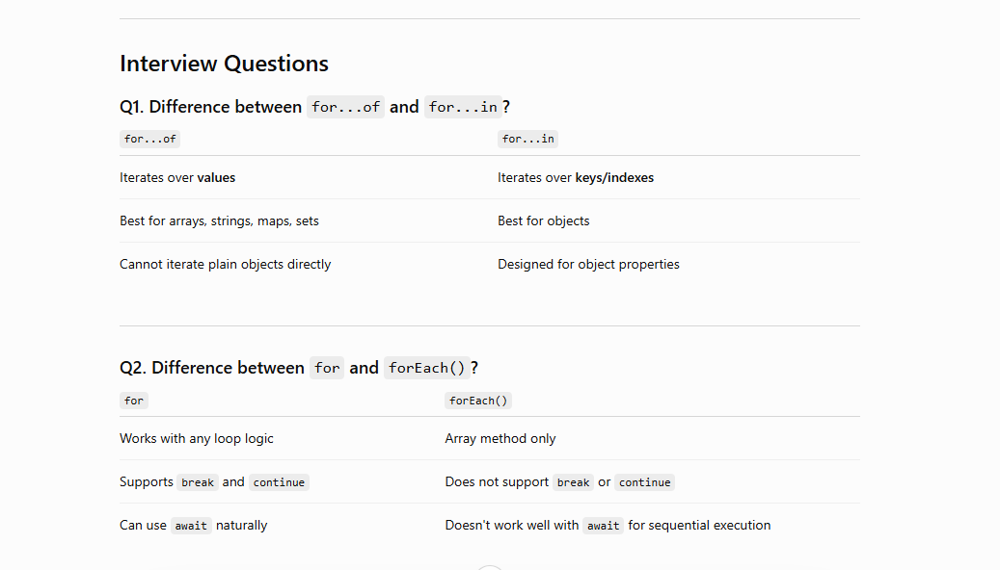 Interview Questions
Q1. Difference between for...of and for...in?
for...of for...in
Iterates over values Iterates over keys/indexes
Best for arrays, strings, maps, sets Best for objects
Cannot iterate plain objects directly Designed for object properties
Q2. Difference between for and forEach()?
for forEach()
Works with any loop logic Array method only
Supports break and continue Does not support break or continue
Can use await naturally Doesn't work well with await for sequential execution